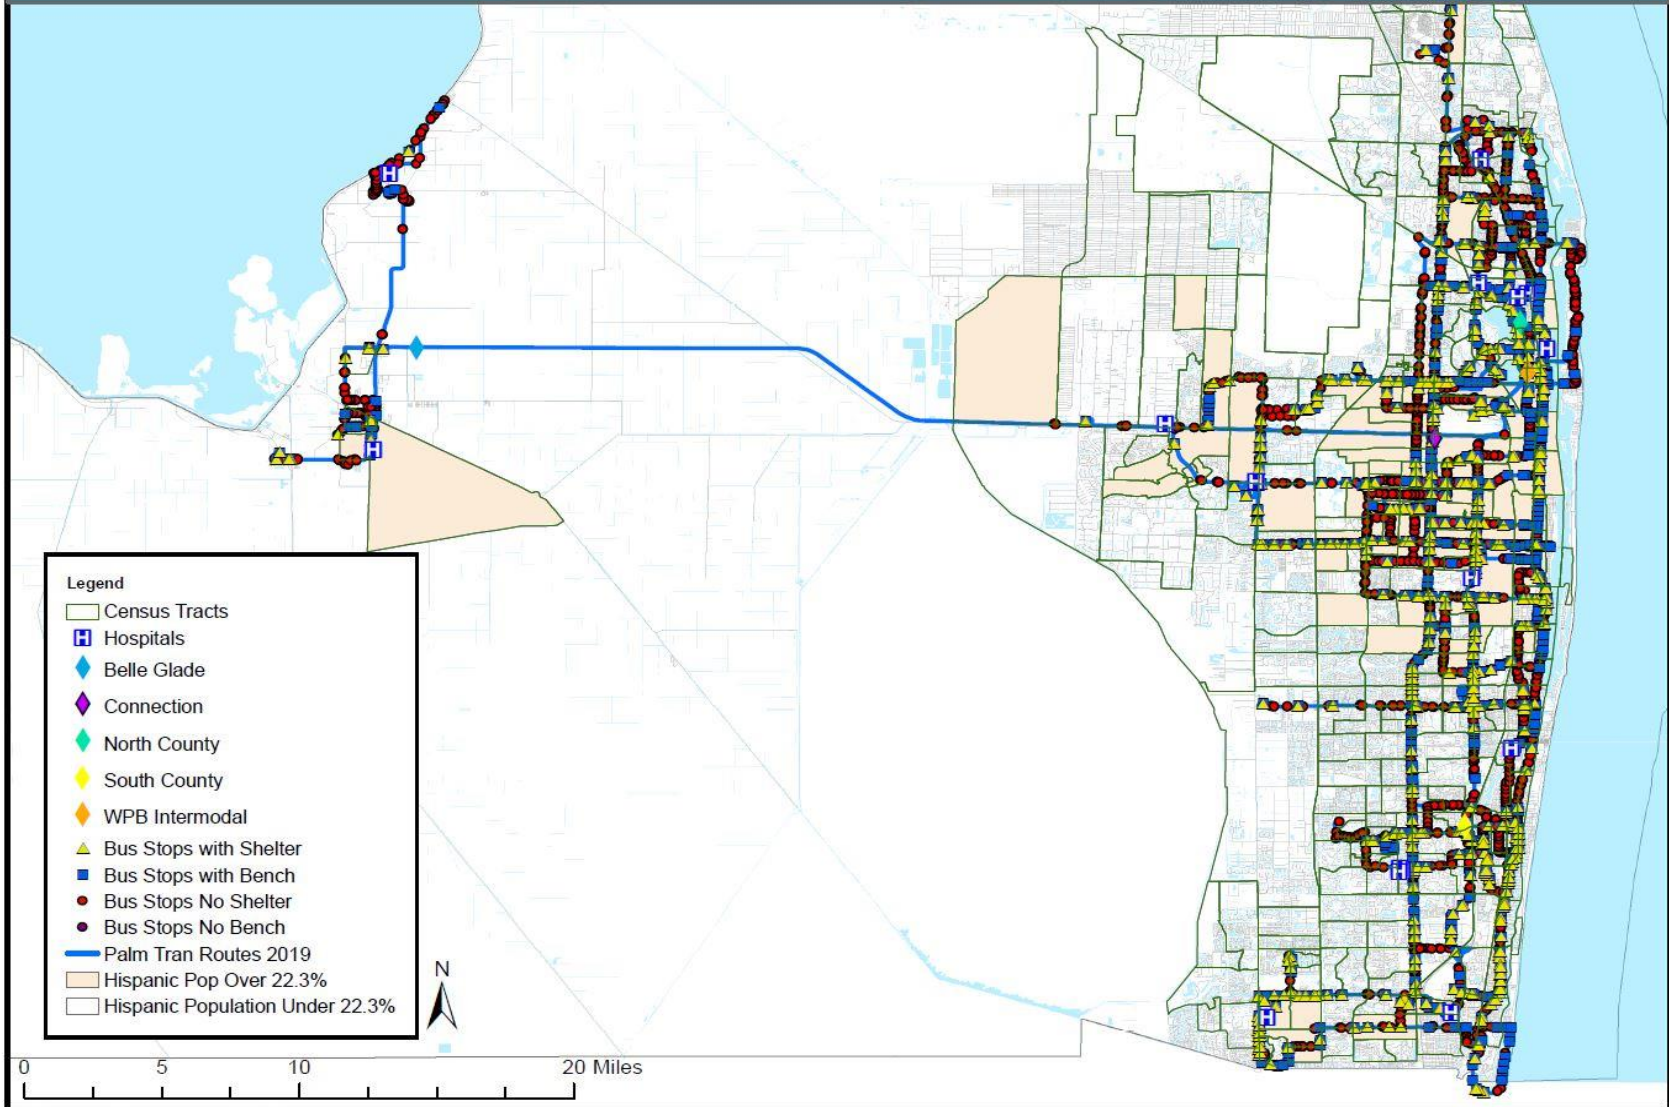 Legend
Census Tracts
H Hospitals
Belle Glade
Connection
North County
South County
WPB Intermodal
Bus Stops with Shelter
Bus Stops with Bench
Bus Stops No Shelter
Bus Stops No Bench
Palm Tran Routes 2019
Hispanic Pop Over 22.3%
Hispanic Population Under 22.3%
N
0 5 10 20 Miles